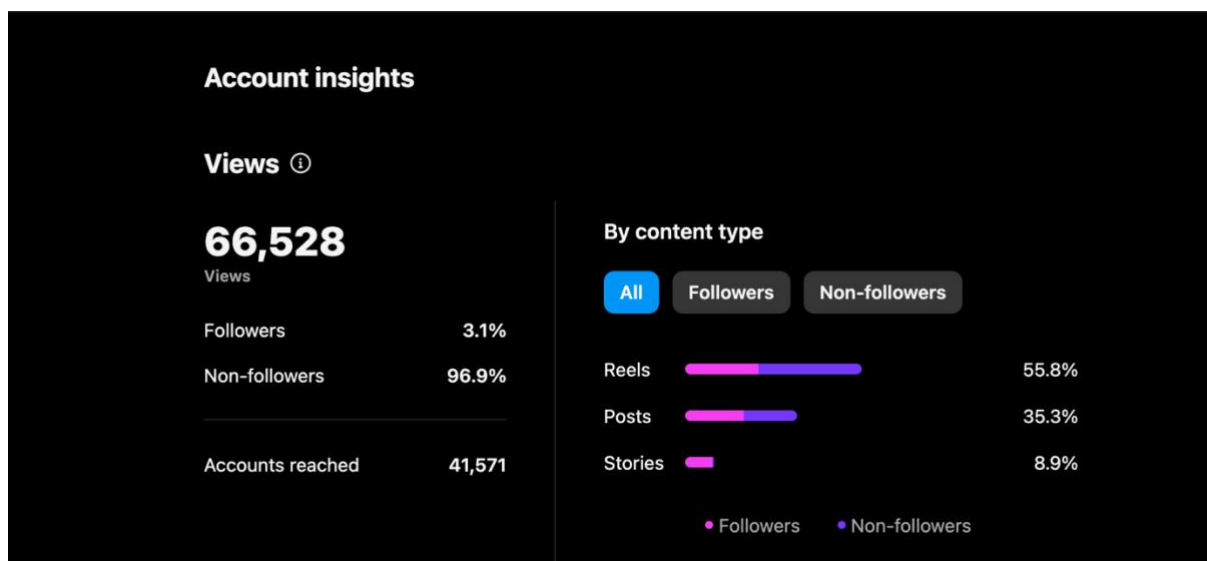 Account insights
Views
66,528
Views
Followers 3.1%
Non-followers 96.9%
Accounts reached 41,571
By content type
All Followers Non-followers
Reels 55.8%
Posts 35.3%
Stories 8.9%
Followers Non-followers